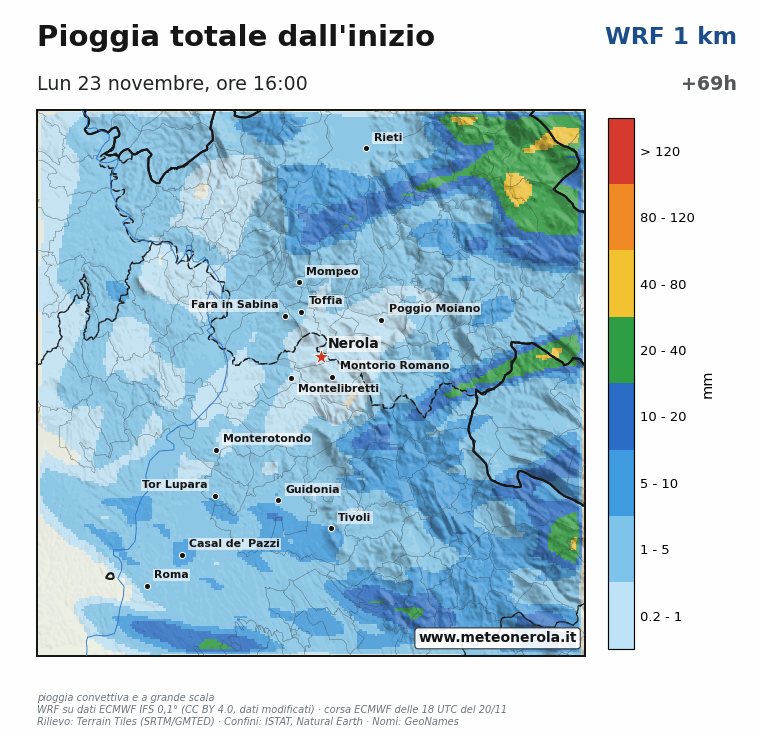 Pioggia totale dall'inizio
WRF 1 km
Lun 23 novembre, ore 16:00
+69h
Rieti
Mompeo
Fara in Sabina
Toffia
Poggio Moiano
Nerola
Montorio Romano
Montelibretti
Monterotondo
Tor Lupara
Guidonia
Tivoli
Casal de' Pazzi
Roma
www.meteonerola.it
> 120
80 - 120
40 - 80
20 - 40
10 - 20
5 - 10
1 - 5
0.2 - 1
mm
pioggia convettiva e a grande scala
WRF su dati ECMWF IFS 0,1° (CC BY 4.0, dati modificati) · corsa ECMWF delle 18 UTC del 20/11
Rilievo: Terrain Tiles (SRTM/GMTED) · Confini: ISTAT, Natural Earth · Nomi: GeoNames